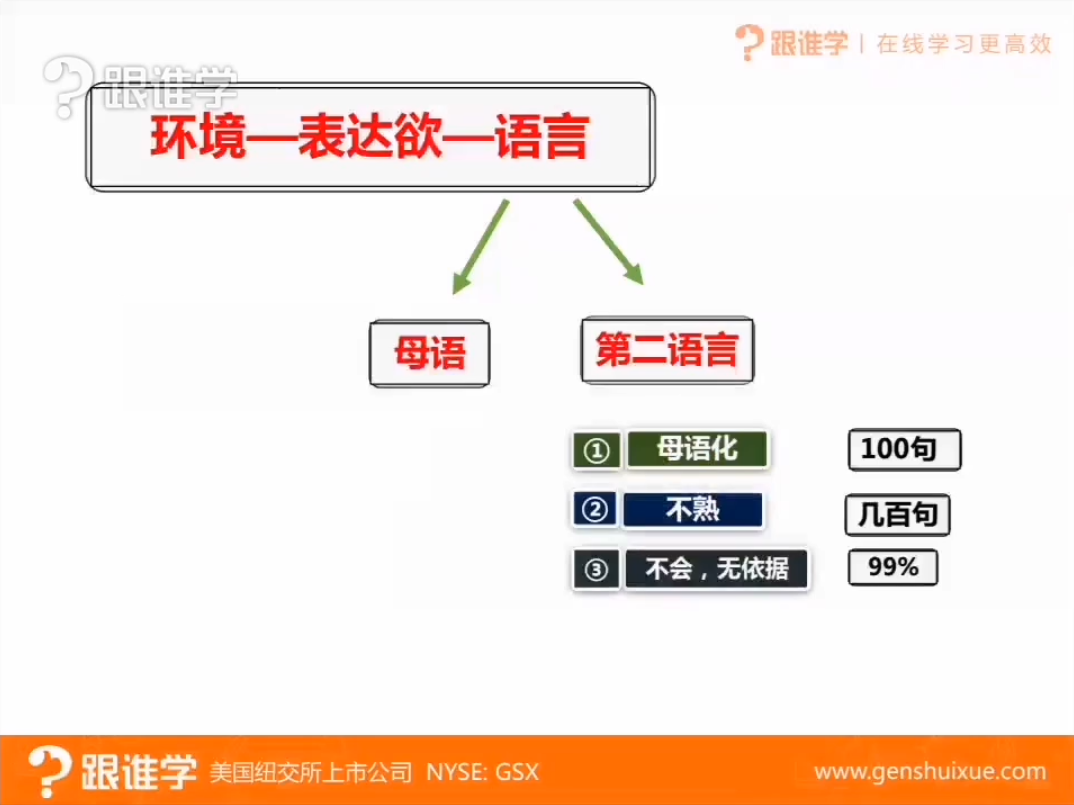 跟谁学 | 在线学习更高效
跟谁学
环境—表达欲—语言
母语
第二语言
① 母语化 100句
② 不熟 几百句
③ 不会，无依据 99%
跟谁学 美国纽交所上市公司 NYSE: GSX www.genshuixue.com